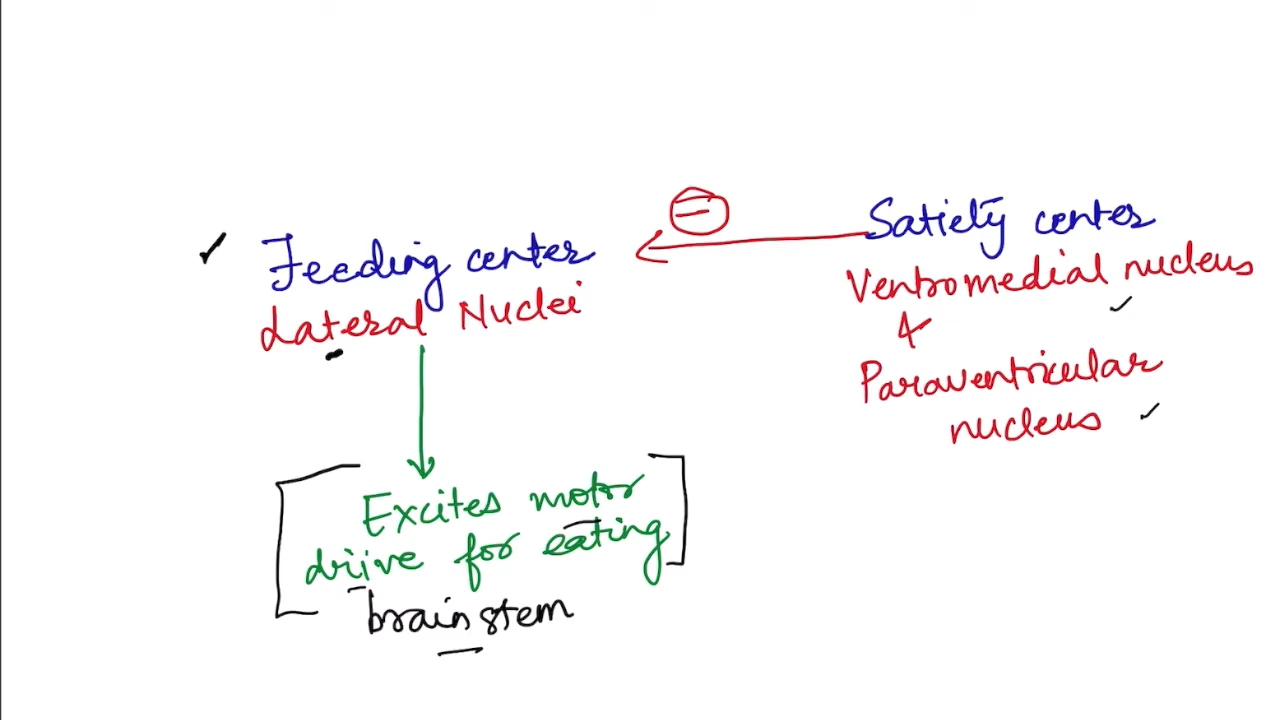 Feeding center
Lateral Nuclei
Excites motor
drive for eating
brainstem
−
Satiety center
Ventromedial nucleus
&
Paraventricular
nucleus